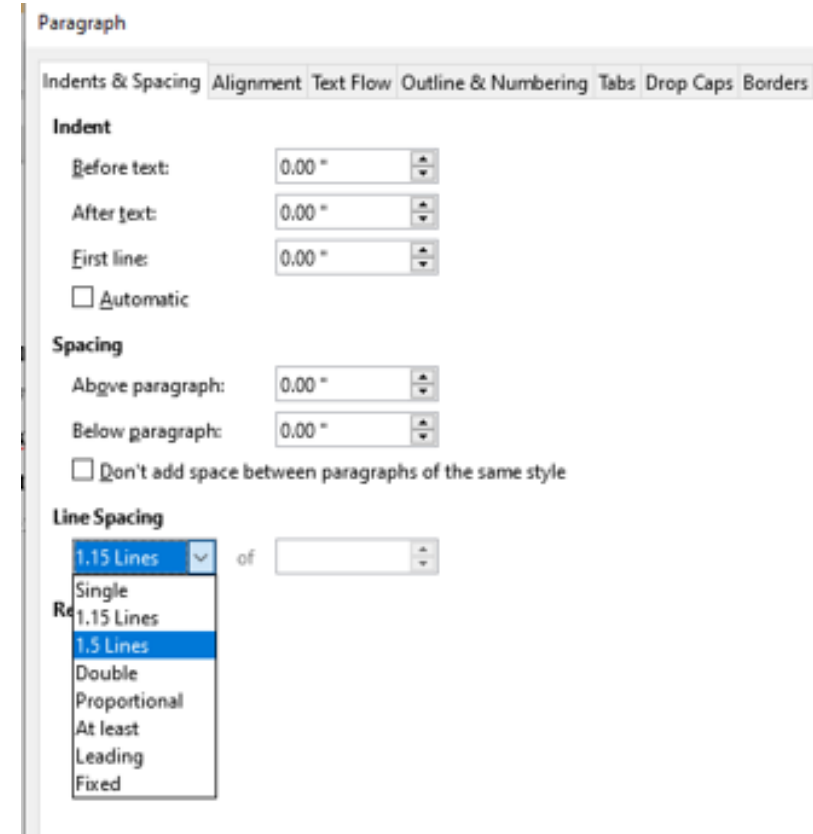 Paragraph
Indents & Spacing Alignment Text Flow Outline & Numbering Tabs Drop Caps Borders
Indent
Before text: 0.00 "
After text: 0.00 "
First line: 0.00 "
Automatic
Spacing
Above paragraph: 0.00 "
Below paragraph: 0.00 "
Don't add space between paragraphs of the same style
Line Spacing
1.15 Lines of
Single
Re
1.15 Lines
1.5 Lines
Double
Proportional
At least
Leading
Fixed